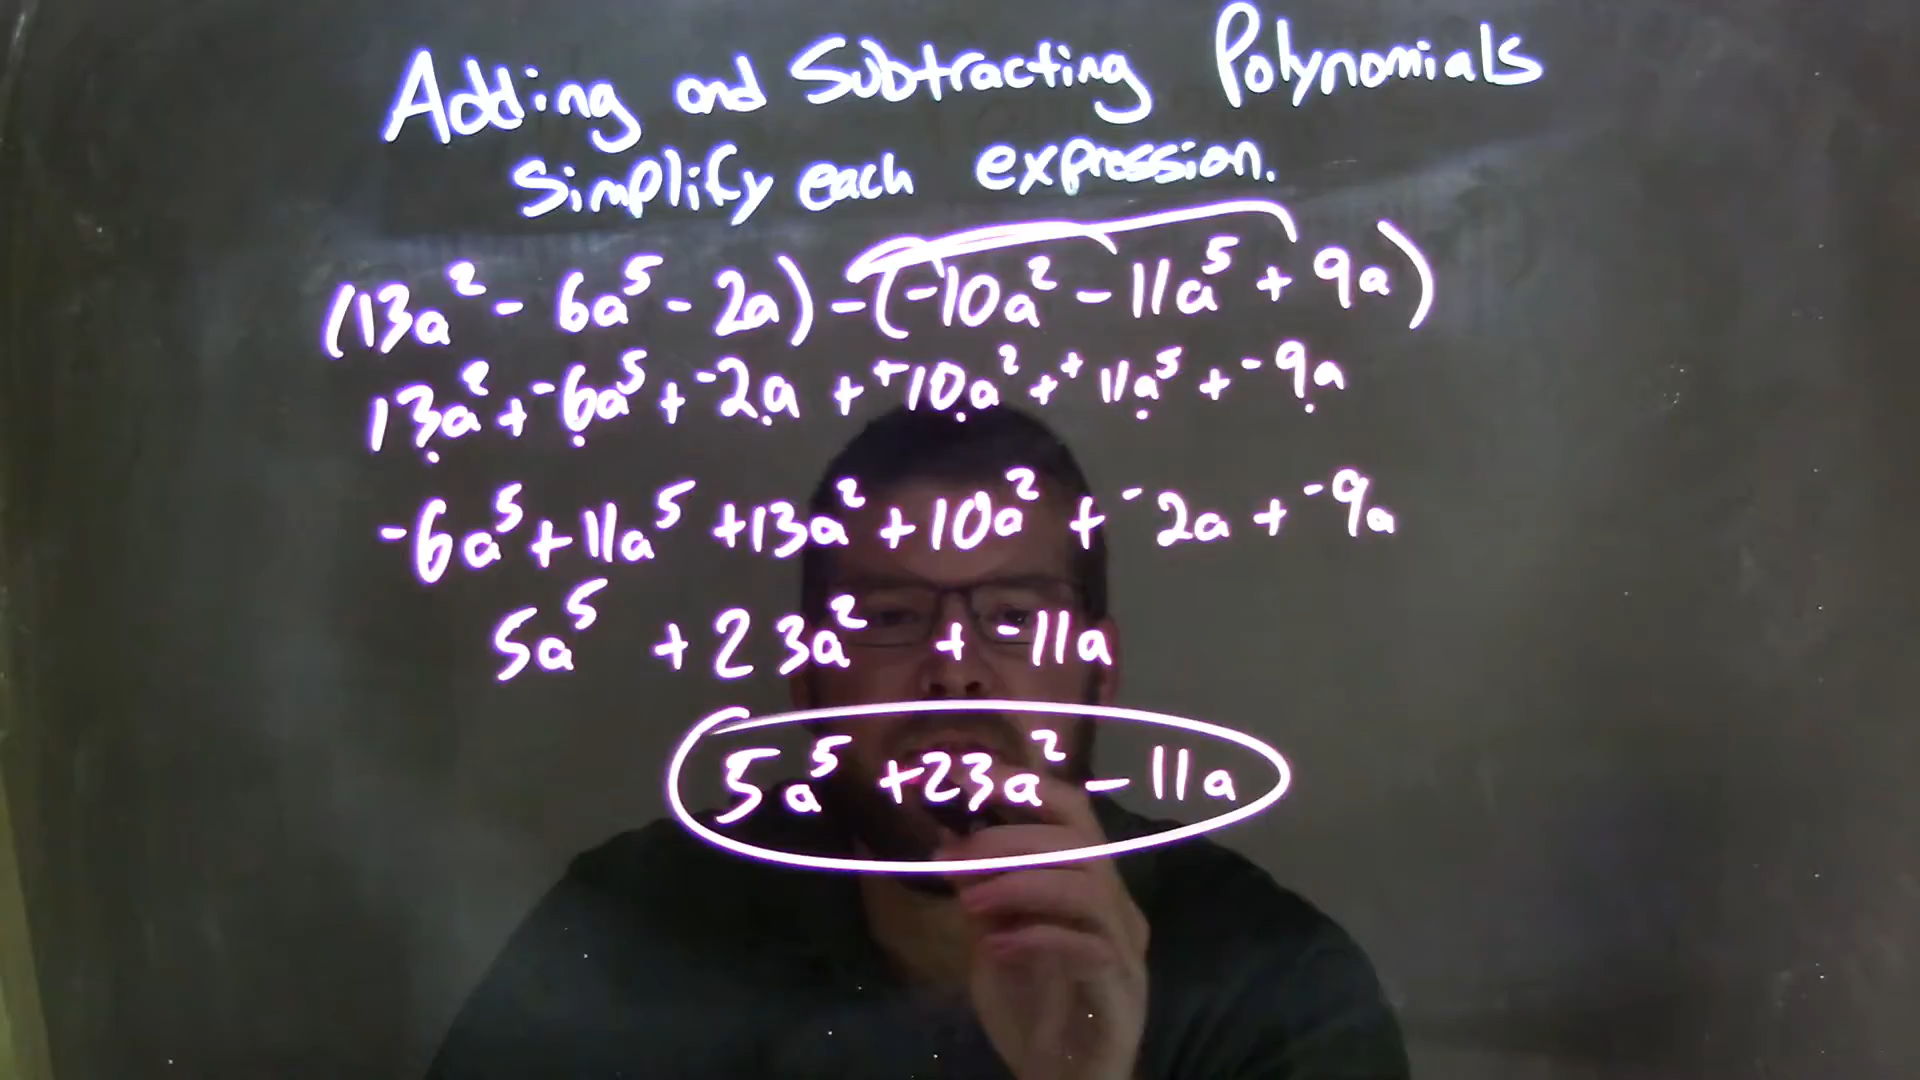 Adding and Subtracting Polynomials
Simplify each expression.
(13a² - 6a⁵ - 2a) - (-10a² - 11a⁵ + 9a)
13a² + ⁻6a⁵ + ⁻2a + ⁺10a² + ⁺11a⁵ + ⁻9a
⁻6a⁵ + 11a⁵ + 13a² + 10a² + ⁻2a + ⁻9a
5a⁵ + 23a² + ⁻11a
5a⁵ + 23a² - 11a